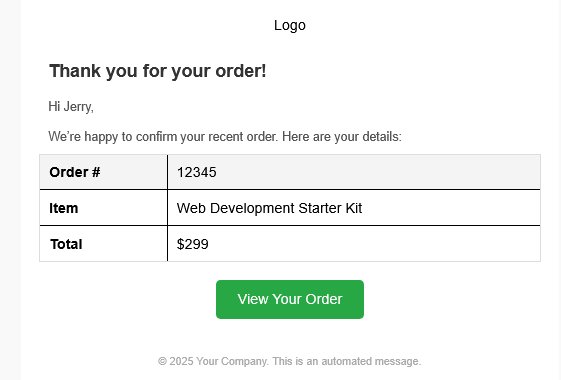 Logo
Thank you for your order!
Hi Jerry,
We’re happy to confirm your recent order. Here are your details:
Order # 12345
Item Web Development Starter Kit
Total $299
View Your Order
© 2025 Your Company. This is an automated message.